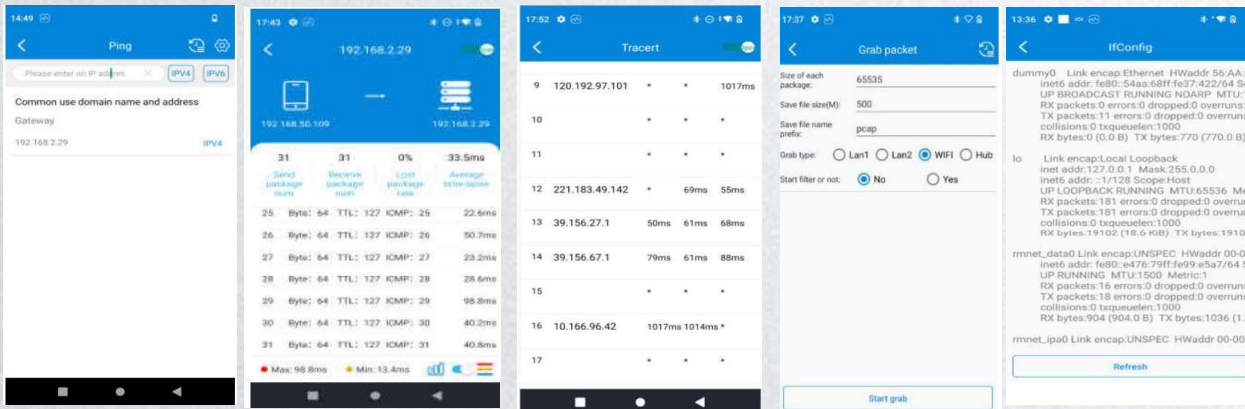 14:49
Ping
Please enter an IP address
IPV4
IPV6
Common use domain name and address
Gateway
192.168.2.29
IPV4
17:43
192.168.2.29
192.168.50.109
192.168.2.29
31 31 0% 33.5ms
Send package num
Receive package num
Lost package rate
Average time-lapse
25 Byte: 64 TTL: 127 ICMP: 25 22.6ms
26 Byte: 64 TTL: 127 ICMP: 26 50.7ms
27 Byte: 64 TTL: 127 ICMP: 27 23.2ms
28 Byte: 64 TTL: 127 ICMP: 28 28.6ms
29 Byte: 64 TTL: 127 ICMP: 29 98.8ms
30 Byte: 64 TTL: 127 ICMP: 30 40.2ms
31 Byte: 64 TTL: 127 ICMP: 31 40.8ms
Max: 98.8ms Min: 13.4ms
17:52
Tracert
9 120.192.97.101 * * 1017ms
10 * * *
11 * * *
12 221.183.49.142 * 69ms 55ms
13 39.156.27.1 50ms 61ms 68ms
14 39.156.67.1 79ms 61ms 88ms
15 * * *
16 10.166.96.42 1017ms 1014ms *
17 * * *
17:37
Grab packet
Size of each package: 65535
Save file size(M): 500
Save file name prefix: pcap
Grab type: Lan1 Lan2 WIFI Hub
Start filter or not: No Yes
Start grab
13:36
IfConfig
dummy0 Link encap:Ethernet HWaddr 56:AA:
inet6 addr: fe80::54aa:68ff:fe37:422/64
UP BROADCAST RUNNING NOARP MTU:
RX packets:0 errors:0 dropped:0 overruns:
TX packets:11 errors:0 dropped:0 overruns
collisions:0 txqueuelen:1000
RX bytes:0 (0.0 B) TX bytes:770 (770.0 B)
lo Link encap:Local Loopback
inet addr:127.0.0.1 Mask:255.0.0.0
inet6 addr: ::1/128 Scope:Host
UP LOOPBACK RUNNING MTU:65536
RX packets:181 errors:0 dropped:0
TX packets:181 errors:0 dropped:0
collisions:0 txqueuelen:1000
RX bytes:19102 (18.6 KiB) TX bytes:1910
rmnet_data0 Link encap:UNSPEC HWaddr 00-0
inet6 addr: fe80::e476:79ff:fe99:e5a7/64
UP RUNNING MTU:1500 Metric:1
RX packets:16 errors:0 dropped:0 overruns
TX packets:18 errors:0 dropped:0 overruns
collisions:0 txqueuelen:1000
RX bytes:904 (904.0 B) TX bytes:1036 (1.
rmnet_ipa0 Link encap:UNSPEC HWaddr 00-00
Refresh